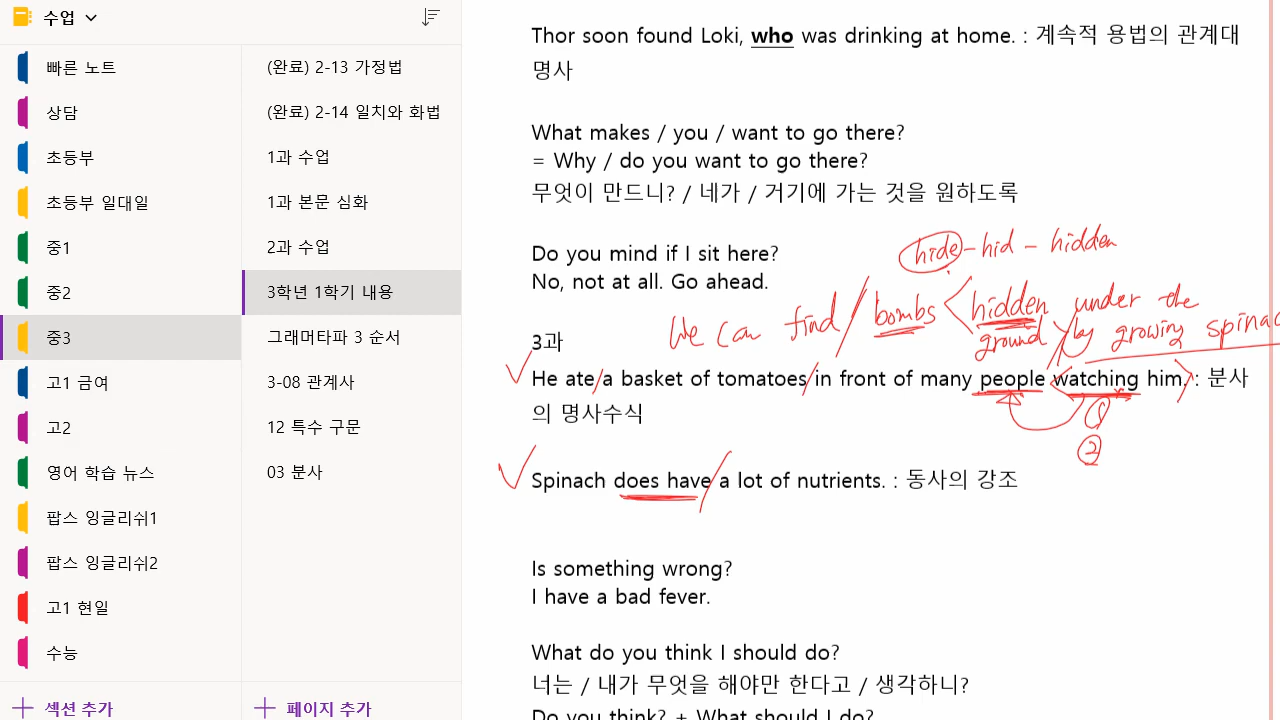 수업
빠른 노트
상담
초등부
초등부 일대일
중1
중2
중3
고1 금여
고2
영어 학습 뉴스
팝스 잉글리쉬1
팝스 잉글리쉬2
고1 현일
수능
섹션 추가
(완료) 2-13 가정법
(완료) 2-14 일치와 화법
1과 수업
1과 본문 심화
2과 수업
3학년 1학기 내용
그래머타파 3 순서
3-08 관계사
12 특수 구문
03 분사
페이지 추가
Thor soon found Loki, who was drinking at home. : 계속적 용법의 관계대
명사
What makes / you / want to go there?
= Why / do you want to go there?
무엇이 만드니? / 네가 / 거기에 가는 것을 원하도록
Do you mind if I sit here?
No, not at all. Go ahead.
hide - hid - hidden
We can find / bombs < hidden under the
ground / by growing spinac
3과
He ate / a basket of tomatoes / in front of many people < watching him. > : 분사
의 명사수식
①
②
Spinach does have / a lot of nutrients. : 동사의 강조
Is something wrong?
I have a bad fever.
What do you think I should do?
너는 / 내가 무엇을 해야만 한다고 / 생각하니?
Do you think? + What should I do?